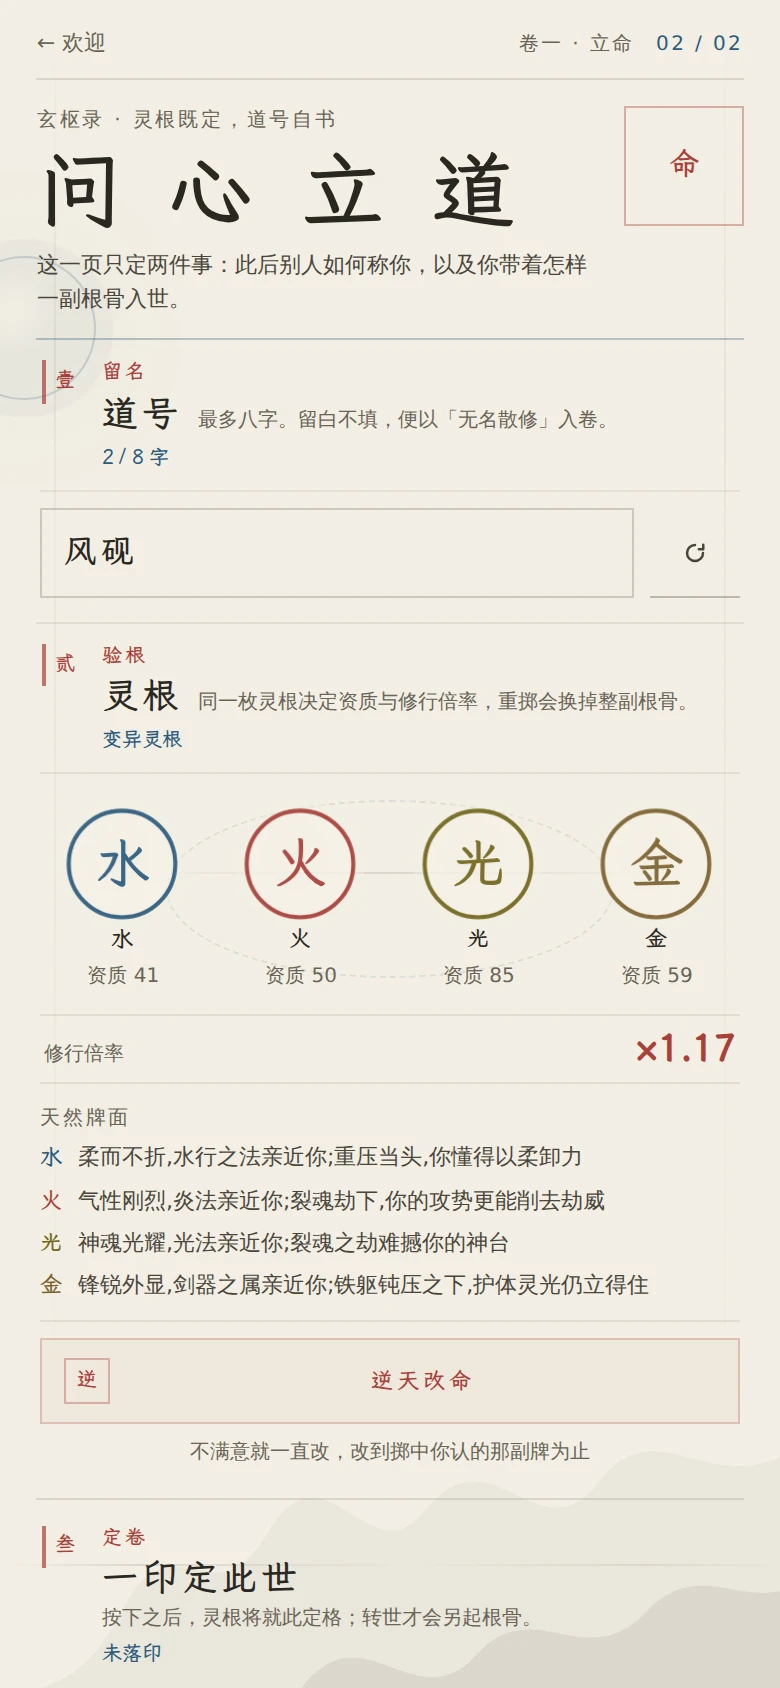 ← 欢迎
卷一 · 立命 02 / 02
玄枢录 · 灵根既定，道号自书
命
问心立道
这一页只定两件事：此后别人如何称你，以及你带着怎样
一副根骨入世。
壹
留名
道号 最多八字。留白不填，便以「无名散修」入卷。
2 / 8 字
风砚
贰
验根
灵根 同一枚灵根决定资质与修行倍率，重掷会换掉整副根骨。
变异灵根
水 火 光 金
水 火 光 金
资质 41 资质 50 资质 85 资质 59
修行倍率 ×1.17
天然牌面
水 柔而不折,水行之法亲近你;重压当头,你懂得以柔卸力
火 气性刚烈,炎法亲近你;裂魂劫下,你的攻势更能削去劫威
光 神魂光耀,光法亲近你;裂魂之劫难撼你的神台
金 锋锐外显,剑器之属亲近你;铁躯钝压之下,护体灵光仍立得住
逆 逆天改命
不满意就一直改，改到掷中你认的那副牌为止
叁
定卷
一印定此世
按下之后，灵根将就此定格；转世才会另起根骨。
未落印